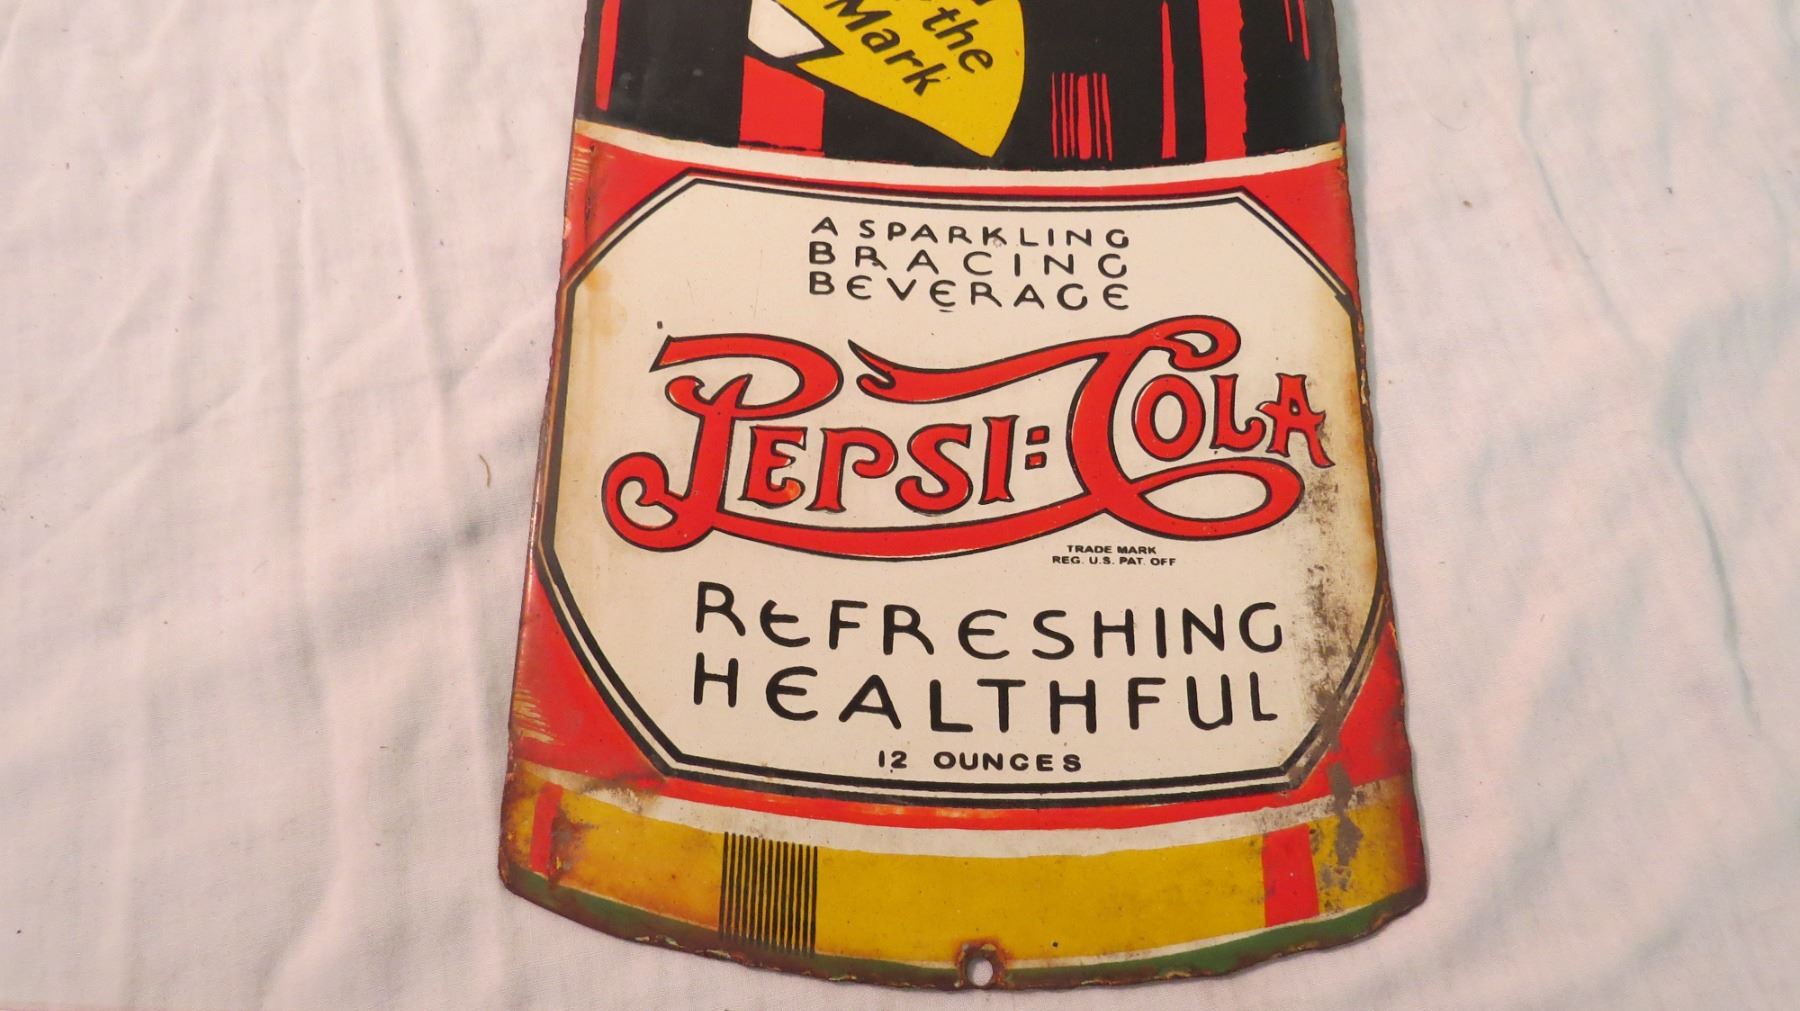 the
Mark
A SPARKLING
BRACING
BEVERAGE
PEPSI:COLA
TRADE MARK
REG. U.S. PAT. OFF
REFRESHING
HEALTHFUL
12 OUNCES